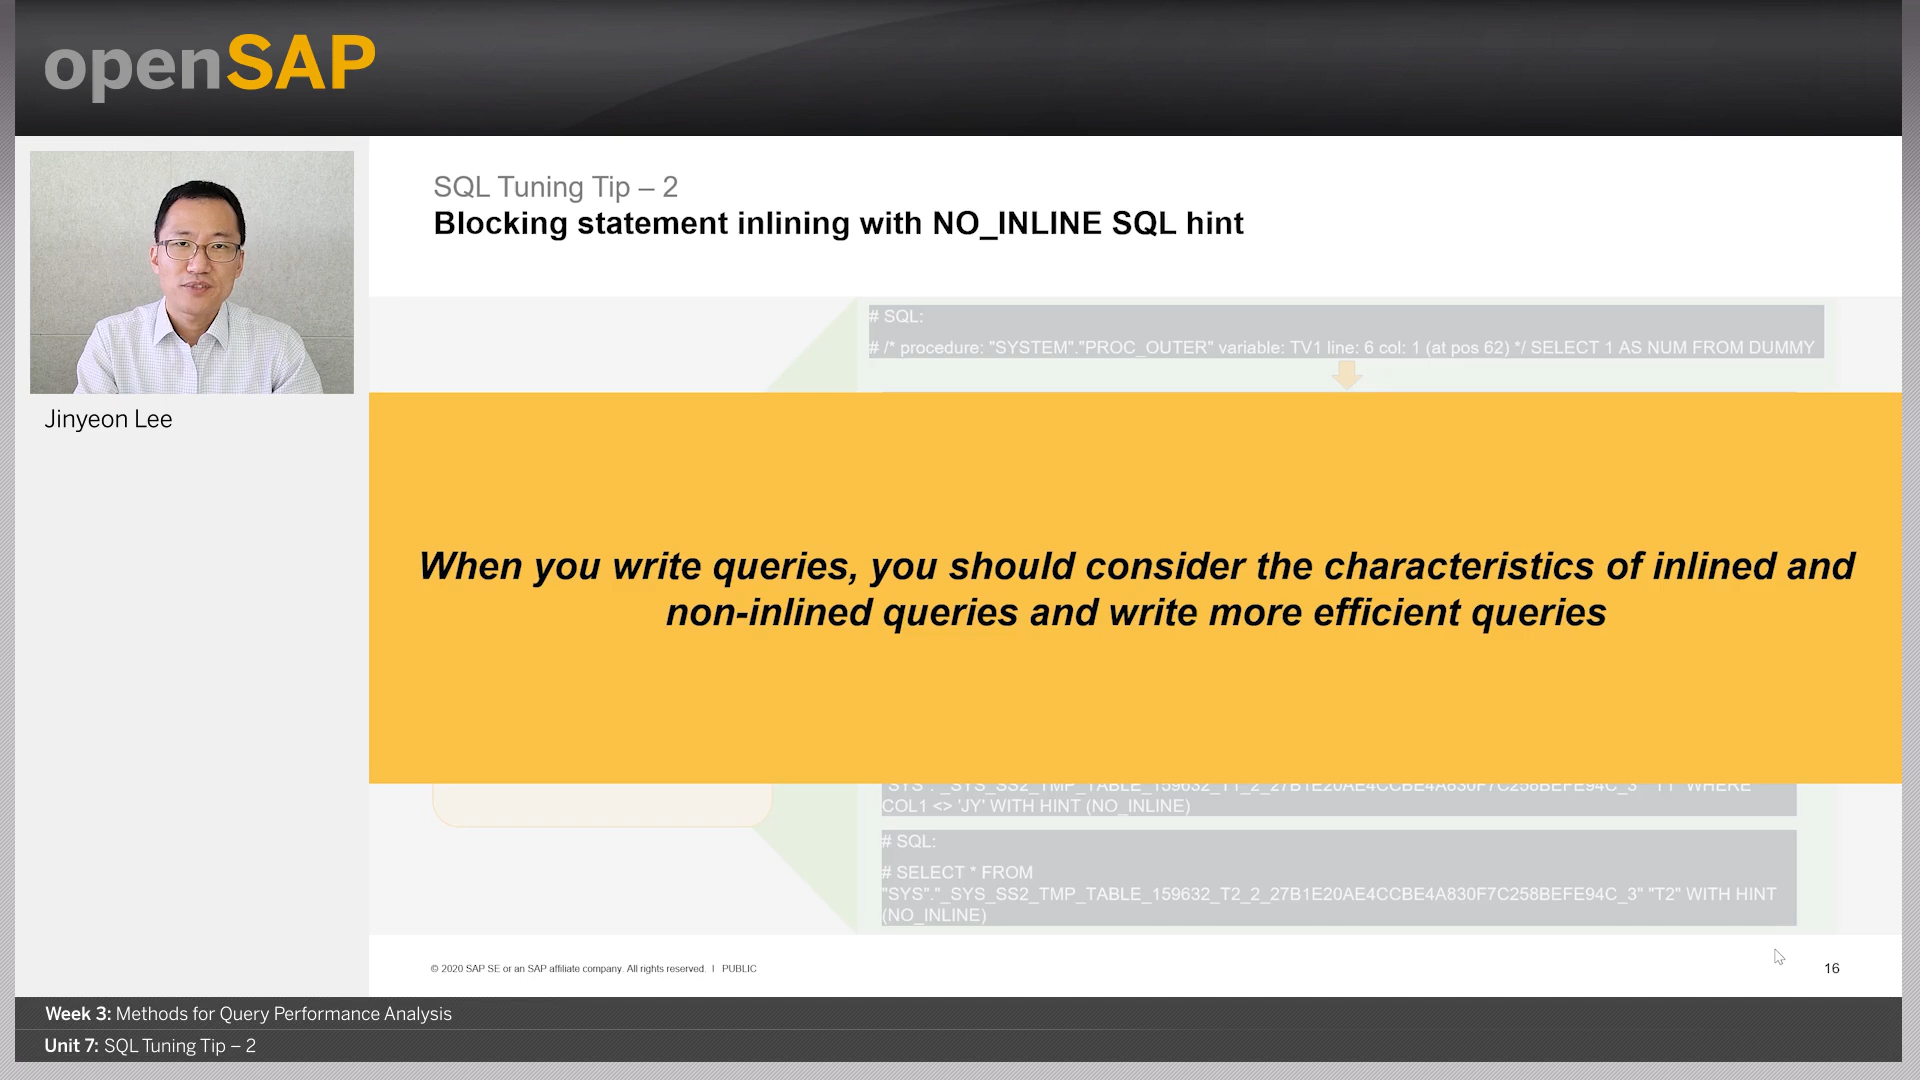 openSAP
Jinyeon Lee
SQL Tuning Tip – 2
Blocking statement inlining with NO_INLINE SQL hint
# SQL:
# /* procedure: "SYSTEM"."PROC_OUTER" variable: TV1 line: 6 col: 1 (at pos 62) */ SELECT 1 AS NUM FROM DUMMY
When you write queries, you should consider the characteristics of inlined and
non-inlined queries and write more efficient queries
"SYS"."_SYS_SS2_TMP_TABLE_159632_T1_2_27B1E20AE4CCBE4A830F7C258BEFE94C_3" "T1" WHERE
COL1 <> 'JY' WITH HINT (NO_INLINE)
# SQL:
# SELECT * FROM
"SYS"."_SYS_SS2_TMP_TABLE_159632_T2_2_27B1E20AE4CCBE4A830F7C258BEFE94C_3" "T2" WITH HINT
(NO_INLINE)
© 2020 SAP SE or an SAP affiliate company. All rights reserved. I PUBLIC
16
Week 3: Methods for Query Performance Analysis
Unit 7: SQL Tuning Tip – 2